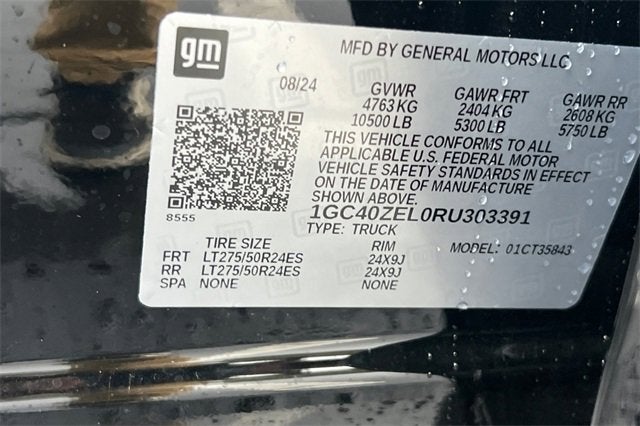 gm
MFD BY GENERAL MOTORS LLC
08/24 GVWR GAWR FRT GAWR RR
4763 KG 2404 KG 2608 KG
10500 LB 5300 LB 5750 LB
THIS VEHICLE CONFORMS TO ALL
APPLICABLE U.S. FEDERAL MOTOR
VEHICLE SAFETY STANDARDS IN EFFECT
ON THE DATE OF MANUFACTURE
SHOWN ABOVE.
8555
1GC40ZEL0RU303391
TYPE: TRUCK MODEL: 01CT35843
TIRE SIZE RIM
FRT LT275/50R24ES 24X9J
RR LT275/50R24ES 24X9J
SPA NONE NONE